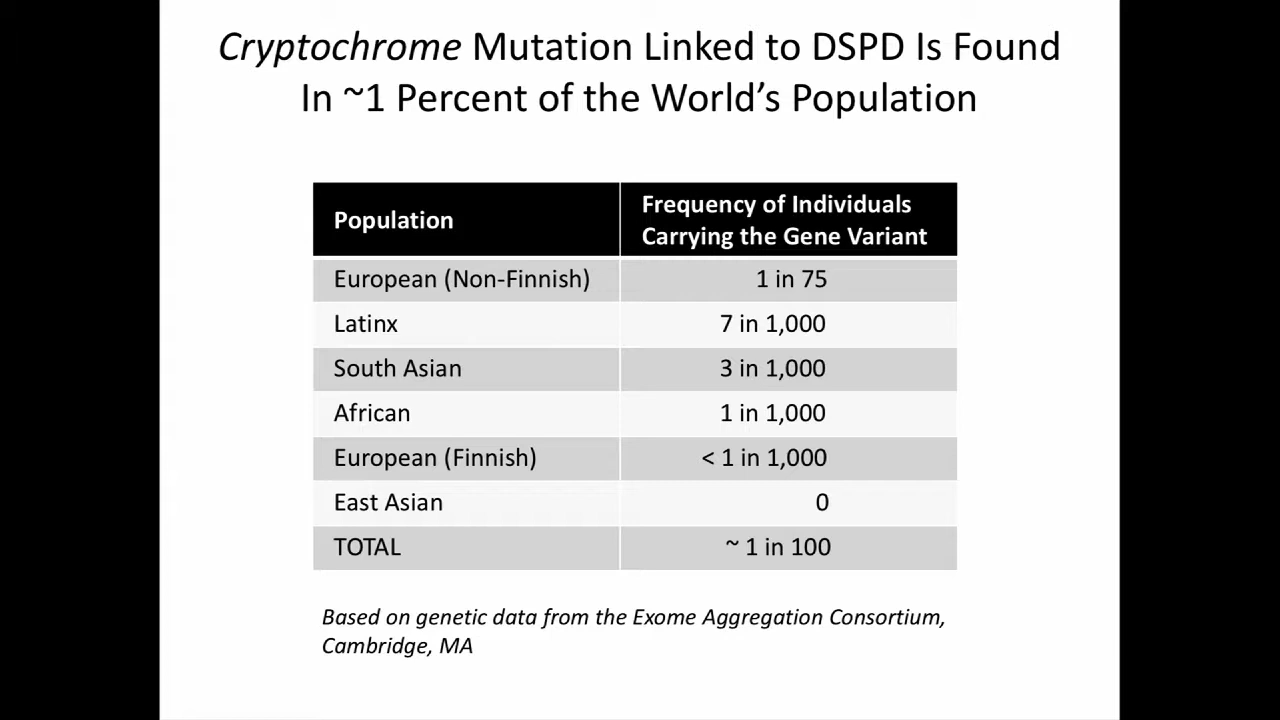 Cryptochrome Mutation Linked to DSPD Is Found
In ~1 Percent of the World's Population
Population
Frequency of Individuals
Carrying the Gene Variant
European (Non-Finnish) 1 in 75
Latinx 7 in 1,000
South Asian 3 in 1,000
African 1 in 1,000
European (Finnish) < 1 in 1,000
East Asian 0
TOTAL ~ 1 in 100
Based on genetic data from the Exome Aggregation Consortium,
Cambridge, MA